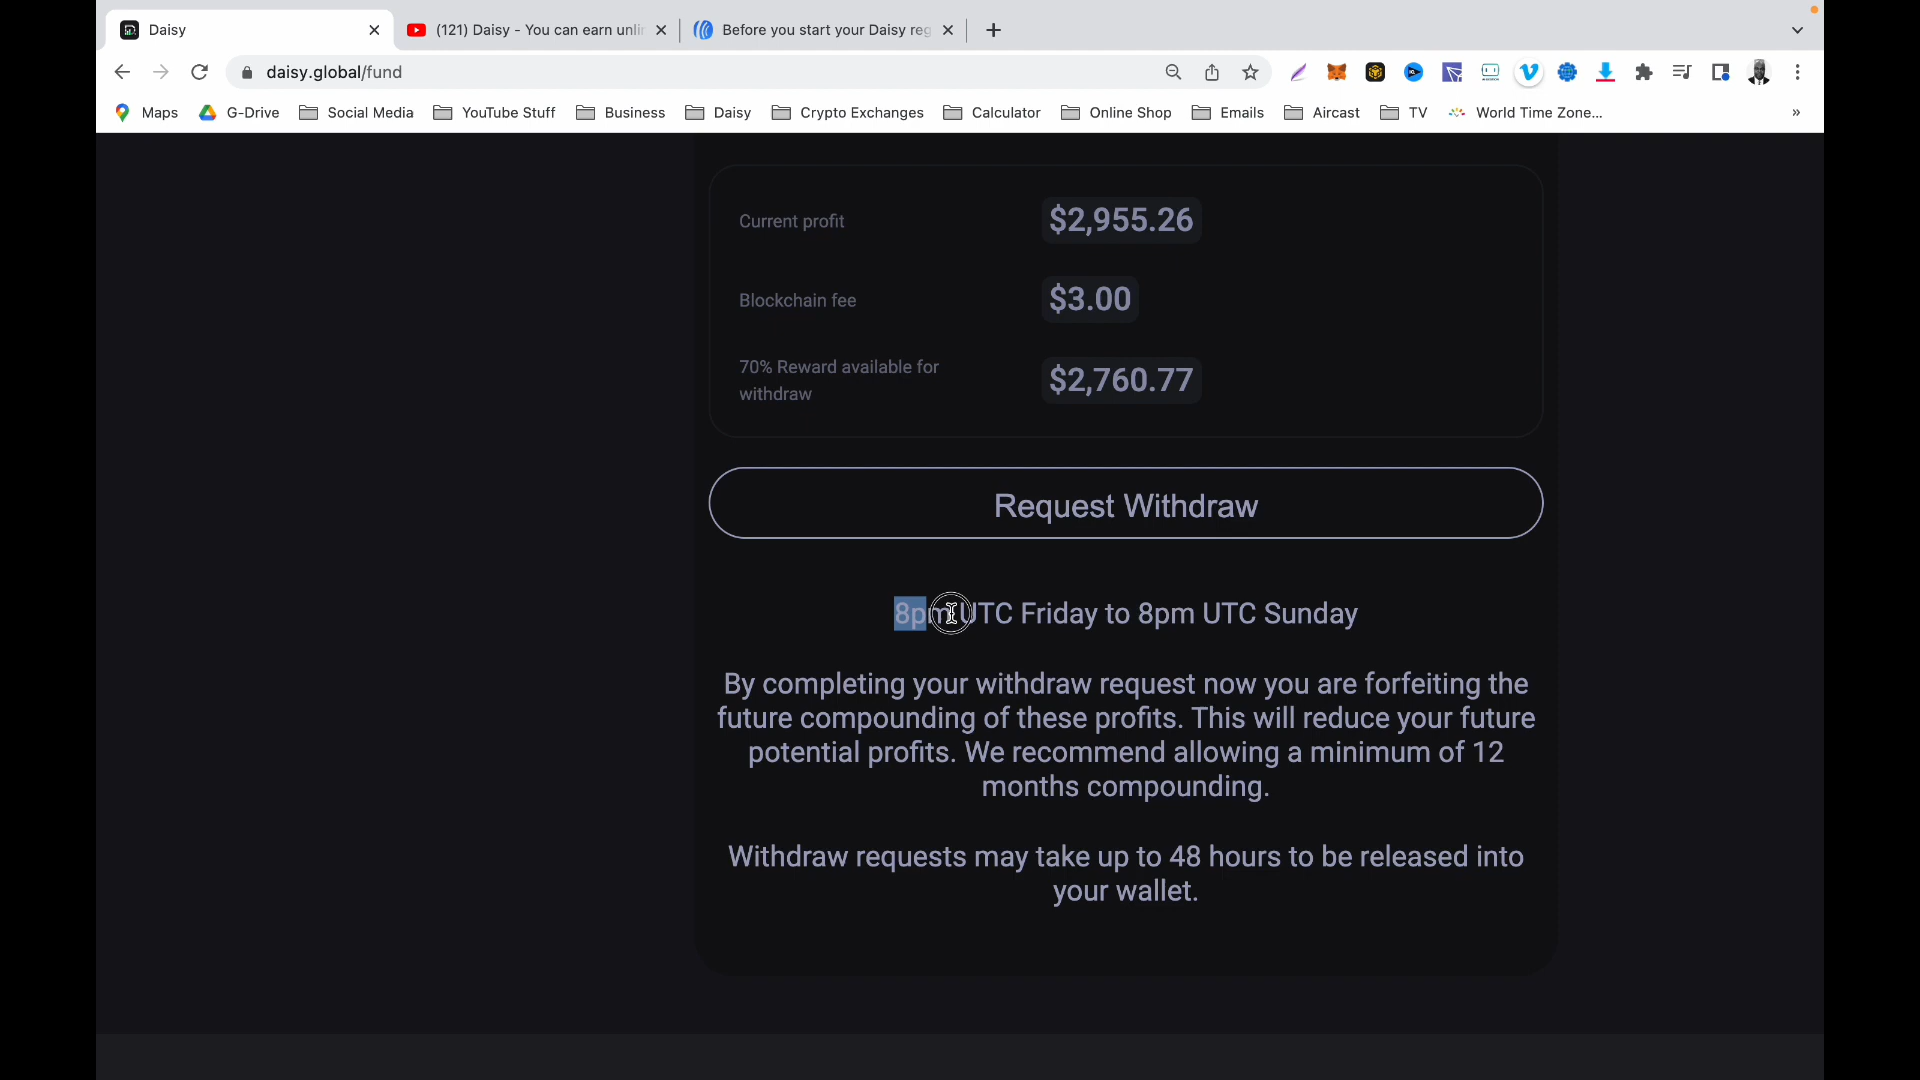 Daisy
(121) Daisy - You can earn unli
Before you start your Daisy reg
daisy.global/fund
Maps
G-Drive
Social Media
YouTube Stuff
Business
Daisy
Crypto Exchanges
Calculator
Online Shop
Emails
Aircast
TV
World Time Zone...
»
Current profit
$2,955.26
Blockchain fee
$3.00
70% Reward available for
withdraw
$2,760.77
Request Withdraw
8pm UTC Friday to 8pm UTC Sunday
By completing your withdraw request now you are forfeiting the
future compounding of these profits. This will reduce your future
potential profits. We recommend allowing a minimum of 12
months compounding.
Withdraw requests may take up to 48 hours to be released into
your wallet.